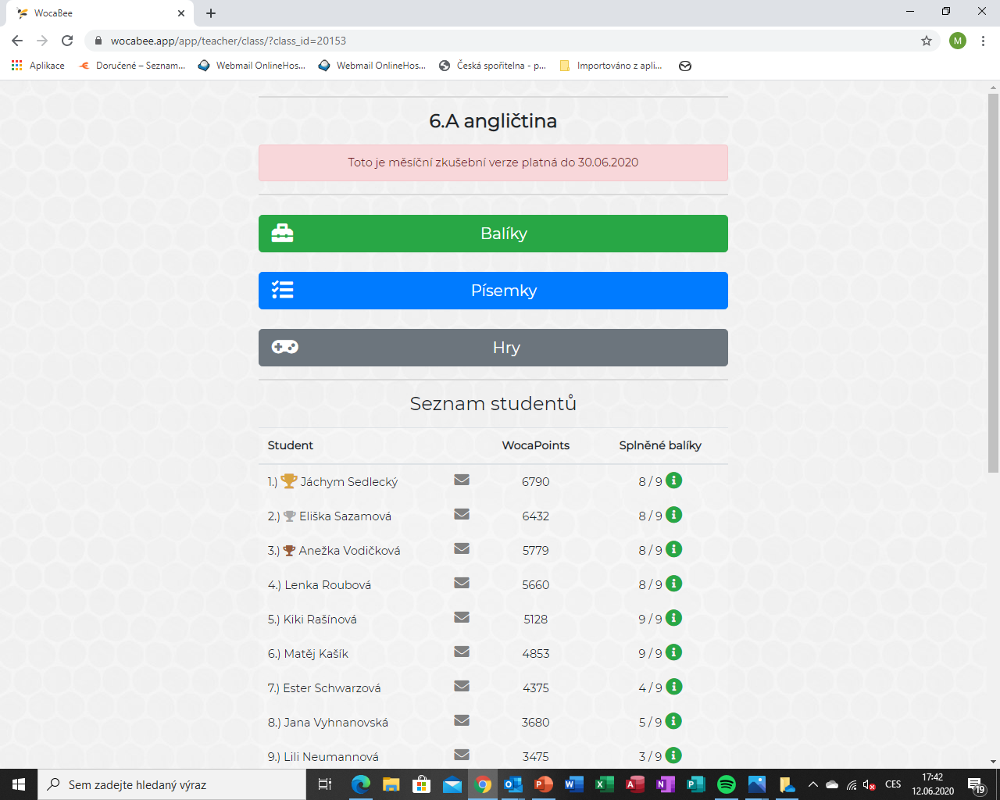 WocaBee
wocabee.app/app/teacher/class/?class_id=20153
M
Aplikace
Doručené – Seznam...
Webmail OnlineHos...
Webmail OnlineHos...
Česká spořitelna - p...
Importováno z apli...
6.A angličtina
Toto je měsíční zkušební verze platná do 30.06.2020
Balíky
Písemky
Hry
Seznam studentů
Student WocaPoints Splněné balíky
1.) Jáchym Sedlecký 6790 8 / 9
2.) Eliška Sazamová 6432 8 / 9
3.) Anežka Vodičková 5779 8 / 9
4.) Lenka Roubová 5660 8 / 9
5.) Kiki Rašínová 5128 9 / 9
6.) Matěj Kašík 4853 9 / 9
7.) Ester Schwarzová 4375 4 / 9
8.) Jana Vyhnanovská 3680 5 / 9
9.) Lili Neumannová 3475 3 / 9
Sem zadejte hledaný výraz
CES
17:42
12.06.2020
19